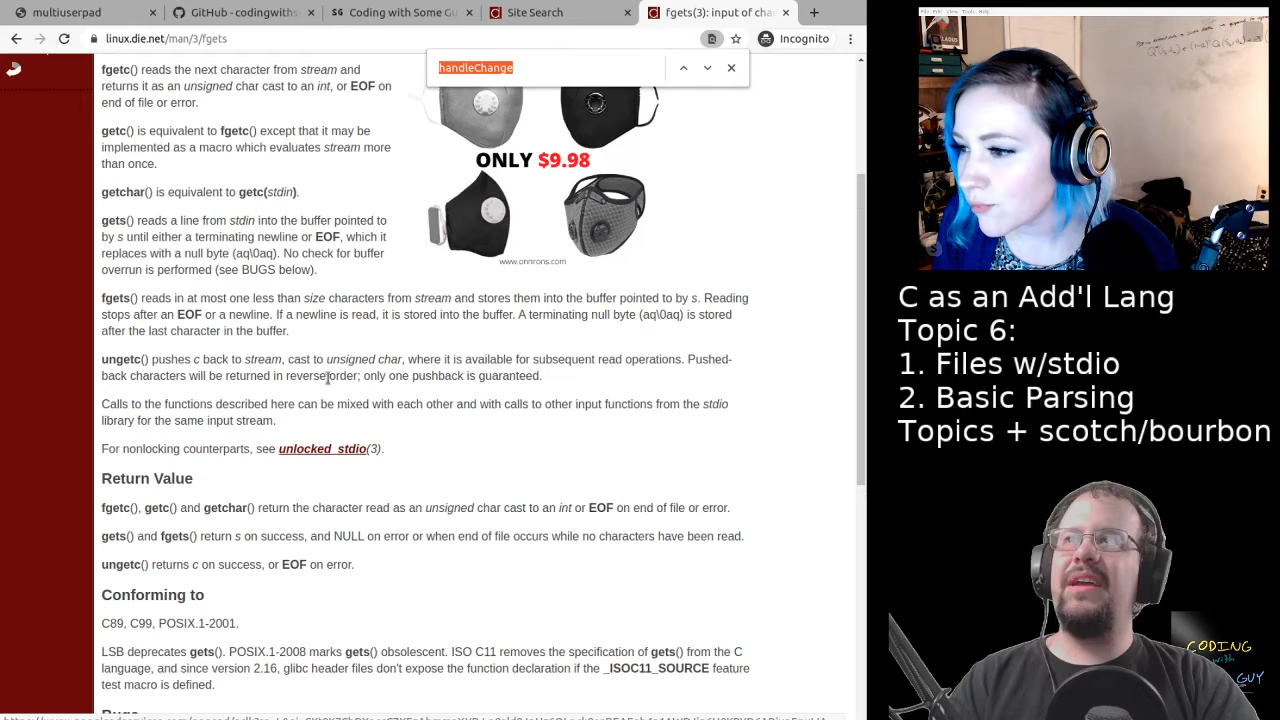 multiuserpad
GitHub - codingwiths
Coding with Some Gu
Site Search
fgets(3): input of cha
linux.die.net/man/3/fgets
Incognito
handleChange
fgetc() reads the next character from stream and
returns it as an unsigned char cast to an int, or EOF on
end of file or error.
getc() is equivalent to fgetc() except that it may be
implemented as a macro which evaluates stream more
than once.
getchar() is equivalent to getc(stdin).
gets() reads a line from stdin into the buffer pointed to
by s until either a terminating newline or EOF, which it
replaces with a null byte (aq\0aq). No check for buffer
overrun is performed (see BUGS below).
ONLY $9.98
www.onnrons.com
fgets() reads in at most one less than size characters from stream and stores them into the buffer pointed to by s. Reading
stops after an EOF or a newline. If a newline is read, it is stored into the buffer. A terminating null byte (aq\0aq) is stored
after the last character in the buffer.
ungetc() pushes c back to stream, cast to unsigned char, where it is available for subsequent read operations. Pushed-
back characters will be returned in reverse order; only one pushback is guaranteed.
Calls to the functions described here can be mixed with each other and with calls to other input functions from the stdio
library for the same input stream.
For nonlocking counterparts, see unlocked_stdio(3).
Return Value
fgetc(), getc() and getchar() return the character read as an unsigned char cast to an int or EOF on end of file or error.
gets() and fgets() return s on success, and NULL on error or when end of file occurs while no characters have been read.
ungetc() returns c on success, or EOF on error.
Conforming to
C89, C99, POSIX.1-2001.
LSB deprecates gets(). POSIX.1-2008 marks gets() obsolescent. ISO C11 removes the specification of gets() from the C
language, and since version 2.16, glibc header files don't expose the function declaration if the _ISOC11_SOURCE feature
test macro is defined.
File Edit View Tools Help
C as an Add'l Lang
Topic 6:
1. Files w/stdio
2. Basic Parsing
Topics + scotch/bourbon
CODING
with
GUY